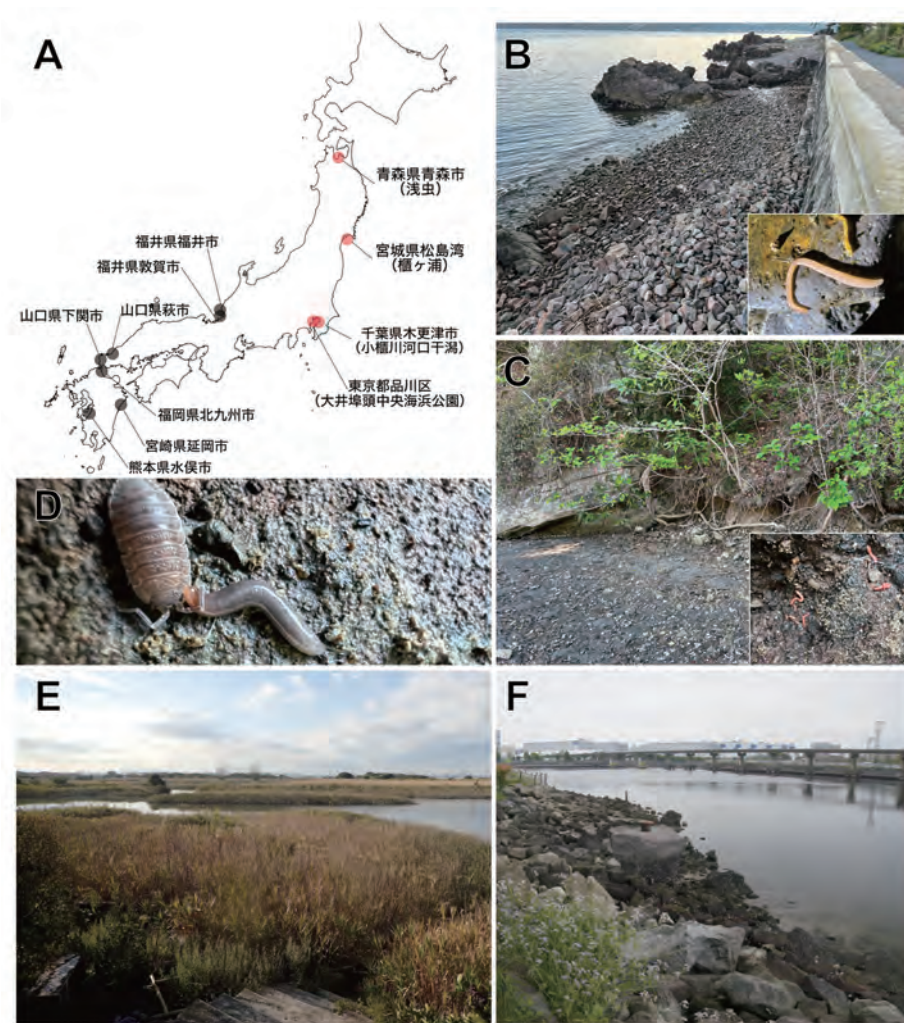 A
青森県青森市
(浅虫)
宮城県松島湾
(櫃ヶ浦)
福井県福井市
福井県敦賀市
山口県下関市
山口県萩市
千葉県木更津市
(小櫃川河口干潟)
東京都品川区
(大井埠頭中央海浜公園)
福岡県北九州市
宮崎県延岡市
熊本県水俣市
B
C
D
E
F